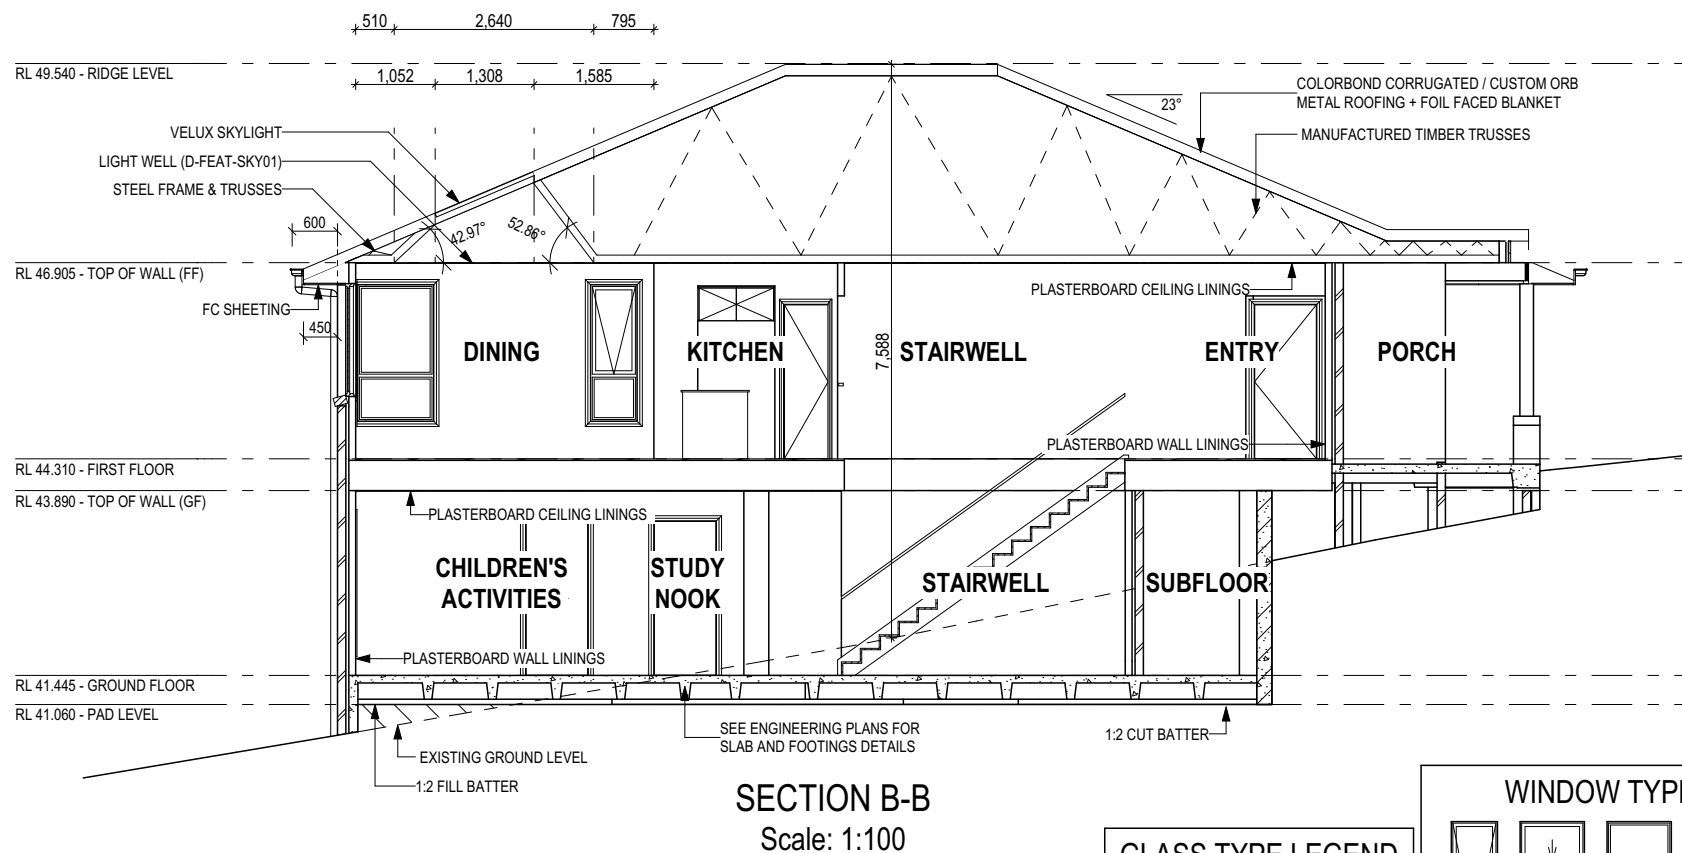 510 2,640 795
RL 49.540 - RIDGE LEVEL
1,052 1,308 1,585
COLORBOND CORRUGATED / CUSTOM ORB
METAL ROOFING + FOIL FACED BLANKET
23°
VELUX SKYLIGHT
MANUFACTURED TIMBER TRUSSES
LIGHT WELL (D-FEAT-SKY01)
STEEL FRAME & TRUSSES
600
42.97° 52.86°
RL 46.905 - TOP OF WALL (FF)
PLASTERBOARD CEILING LININGS
FC SHEETING
450
7,588
DINING KITCHEN STAIRWELL ENTRY PORCH
PLASTERBOARD WALL LININGS
RL 44.310 - FIRST FLOOR
RL 43.890 - TOP OF WALL (GF)
PLASTERBOARD CEILING LININGS
CHILDREN'S
ACTIVITIES
STUDY
NOOK
STAIRWELL SUBFLOOR
PLASTERBOARD WALL LININGS
RL 41.445 - GROUND FLOOR
RL 41.060 - PAD LEVEL
SEE ENGINEERING PLANS FOR
SLAB AND FOOTINGS DETAILS
1:2 CUT BATTER
EXISTING GROUND LEVEL
1:2 FILL BATTER
SECTION B-B
Scale: 1:100
WINDOW TYP
GLASS TYPE LEGEND